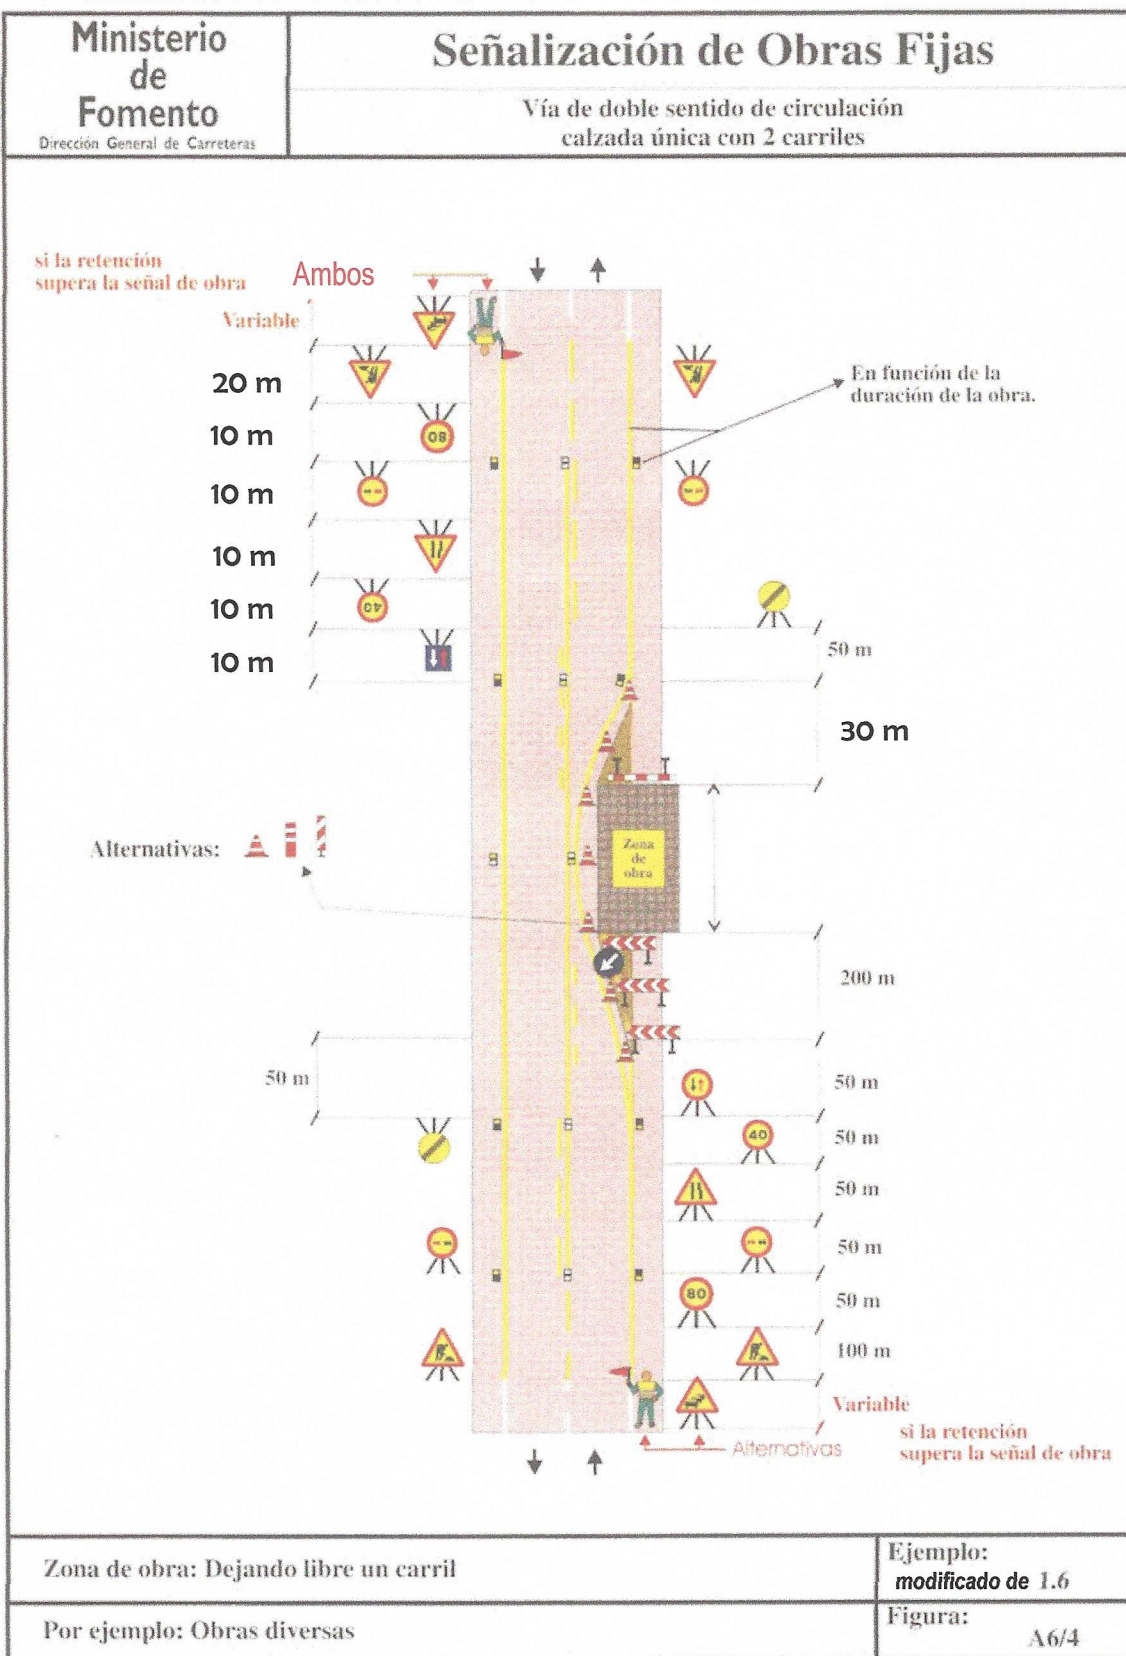 Ministerio
de
Fomento
Dirección General de Carreteras
Señalización de Obras Fijas
Vía de doble sentido de circulación
calzada única con 2 carriles
si la retención
supera la señal de obra
Ambos
Variable
20 m
10 m
10 m
10 m
10 m
10 m
80
40
En función de la
duración de la obra.
50 m
30 m
Alternativas:
Zona
de
obra
200 m
50 m
50 m
50 m
40
50 m
50 m
80
50 m
100 m
Variable
si la retención
supera la señal de obra
Alternativas
Zona de obra: Dejando libre un carril
Ejemplo:
modificado de 1.6
Por ejemplo: Obras diversas
Figura:
A6/4